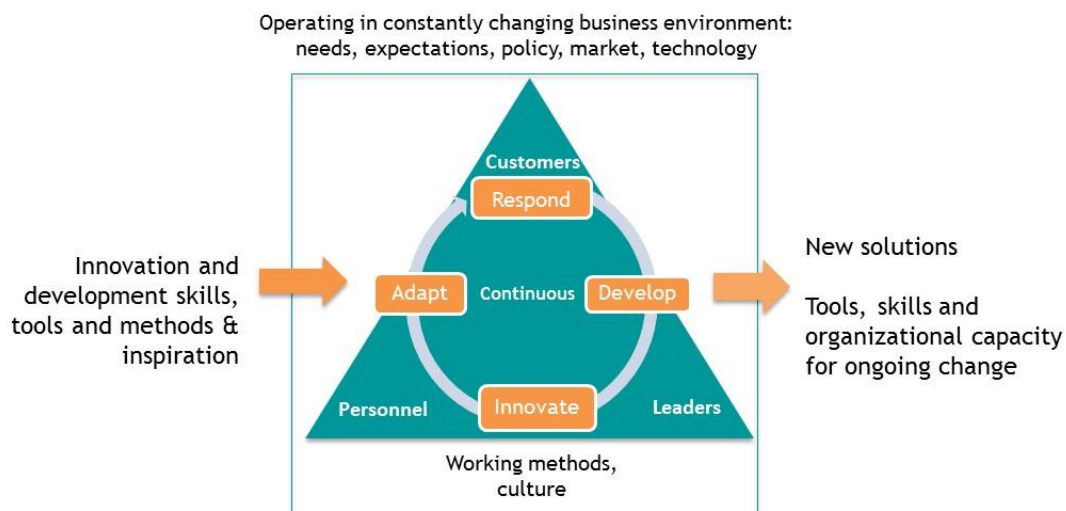 Operating in constantly changing business environment:
needs, expectations, policy, market, technology
Customers
Respond
Innovation and
development skills,
tools and methods &
inspiration
Adapt
Continuous
Develop
New solutions
Tools, skills and
organizational capacity
for ongoing change
Personnel
Innovate
Leaders
Working methods,
culture